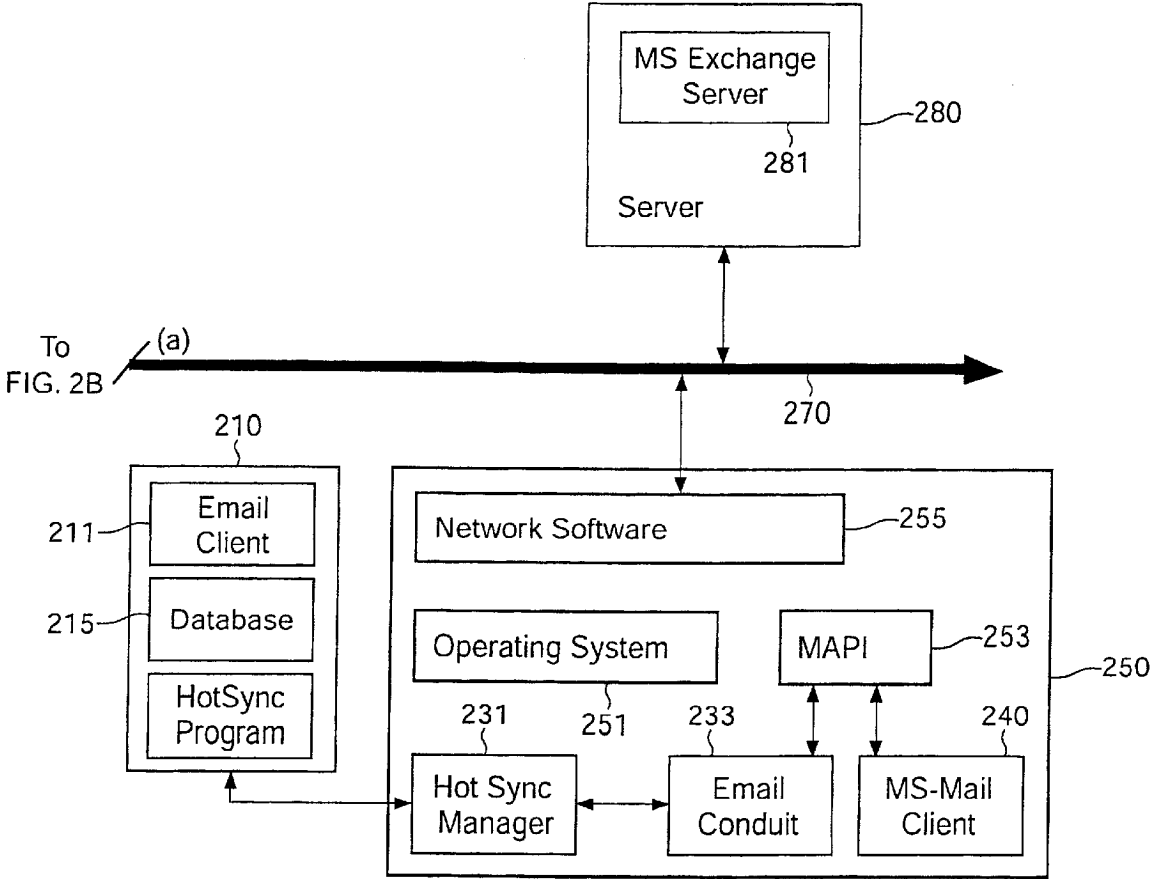 MS Exchange
Server
280
281
Server
To
FIG. 2B
(a)
270
210
Email
Client
211
Database
215
HotSync
Program
Network Software
255
Operating System
251
MAPI
253
250
231
233
240
Hot Sync
Manager
Email
Conduit
MS-Mail
Client